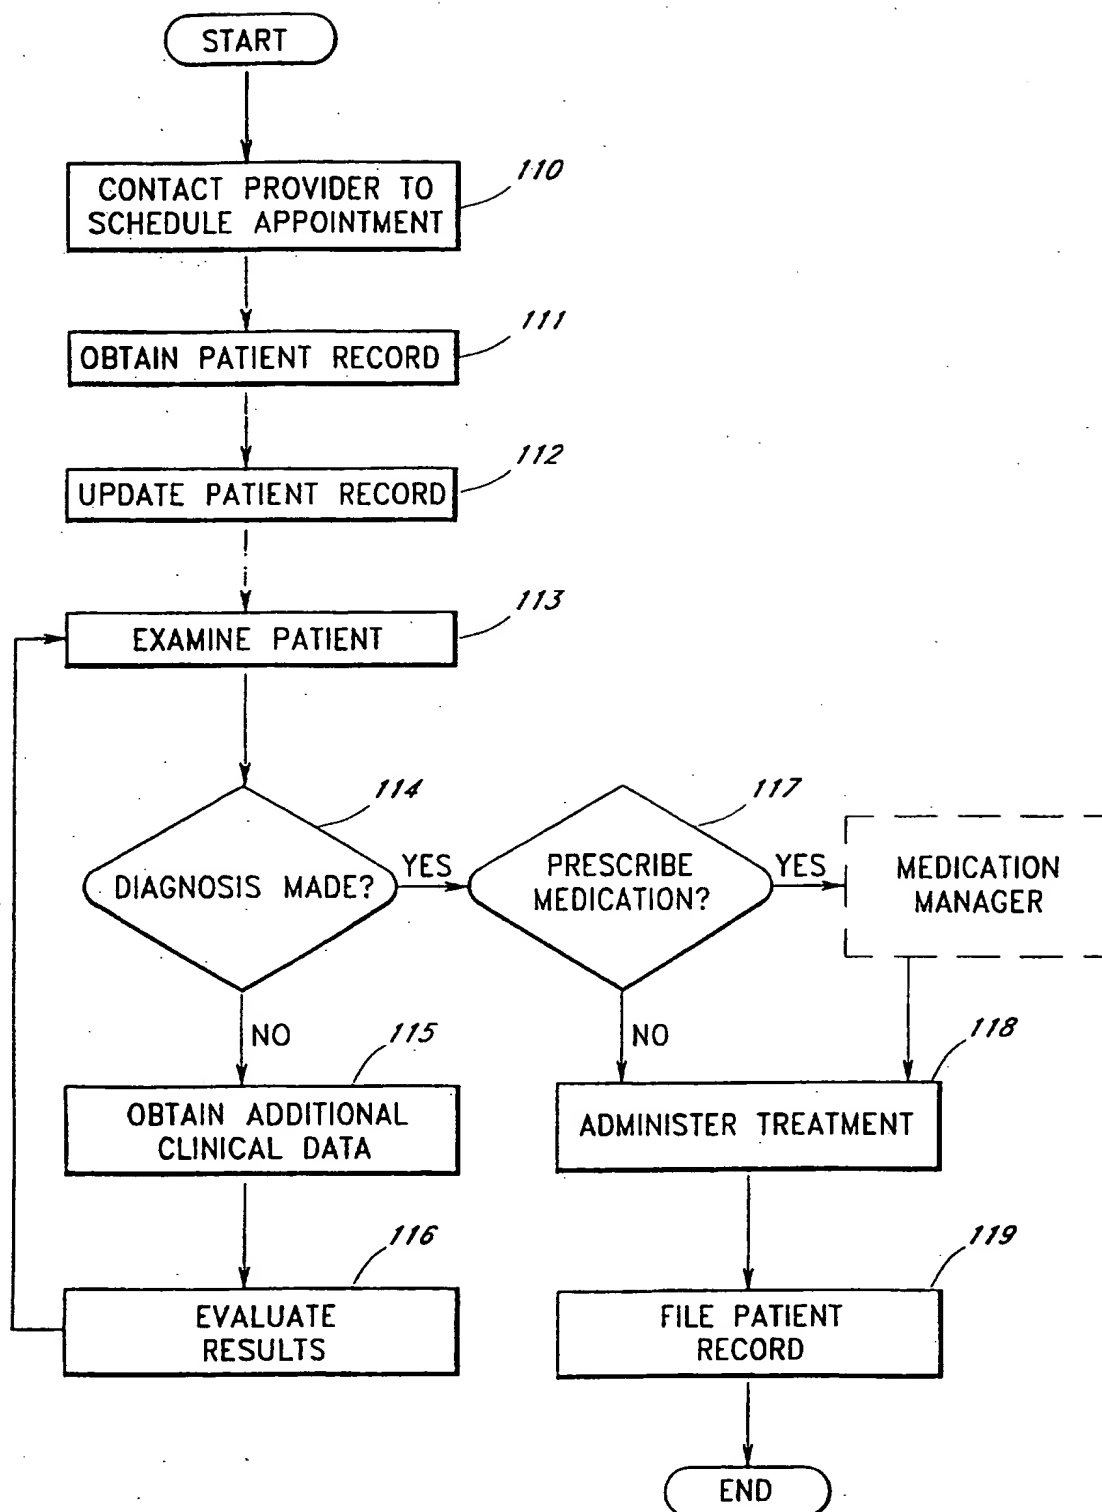 START
CONTACT PROVIDER TO
SCHEDULE APPOINTMENT
110
OBTAIN PATIENT RECORD
111
UPDATE PATIENT RECORD
112
EXAMINE PATIENT
113
DIAGNOSIS MADE?
114
YES
PRESCRIBE
MEDICATION?
117
YES
MEDICATION
MANAGER
NO
OBTAIN ADDITIONAL
CLINICAL DATA
115
EVALUATE
RESULTS
116
NO
ADMINISTER TREATMENT
118
FILE PATIENT
RECORD
119
END